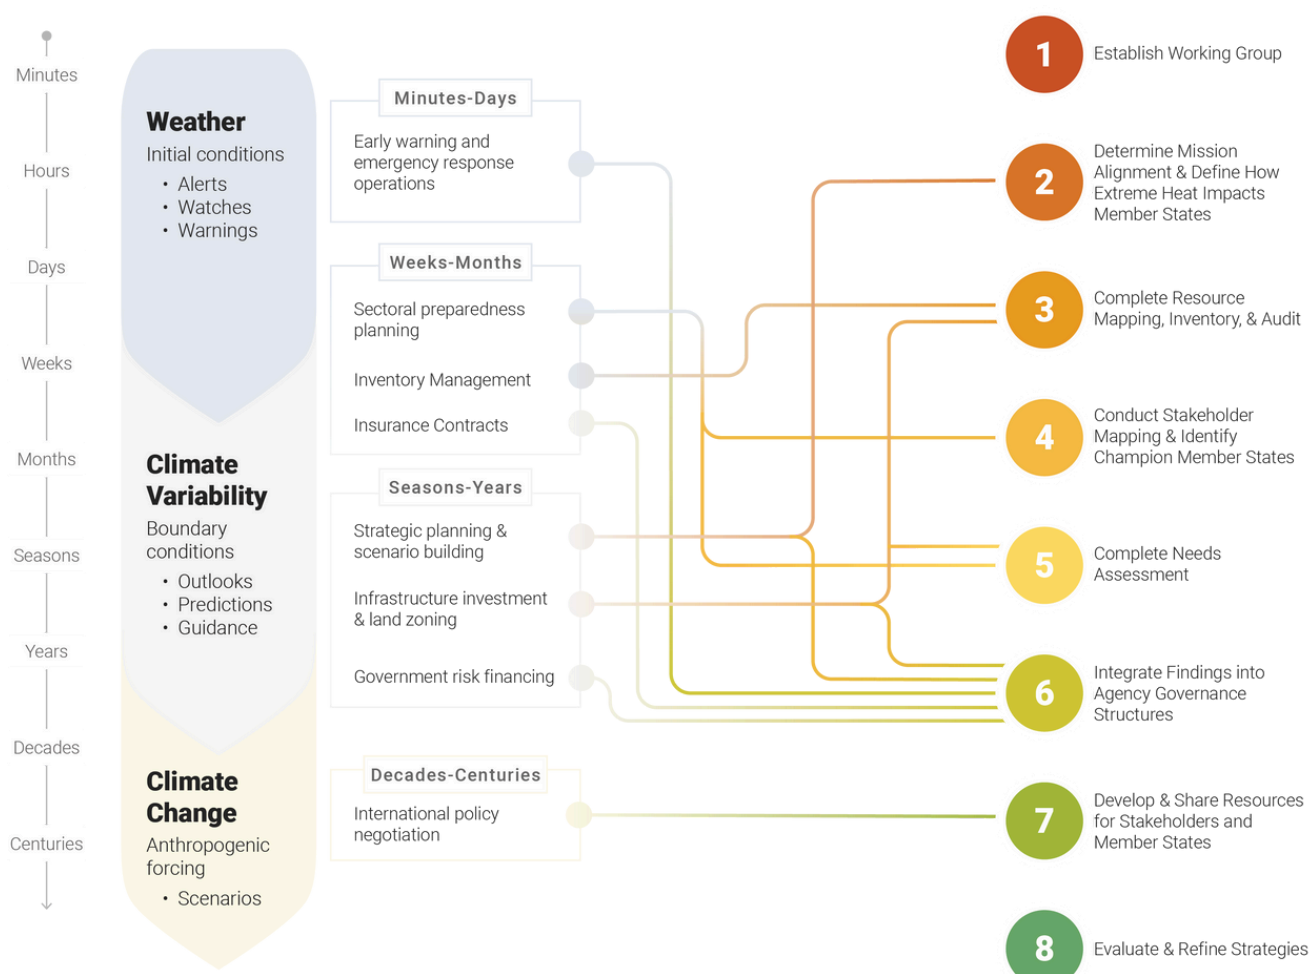 Minutes
Hours
Days
Weeks
Months
Seasons
Years
Decades
Centuries
Weather
Initial conditions
• Alerts
• Watches
• Warnings
Climate
Variability
Boundary
conditions
• Outlooks
• Predictions
• Guidance
Climate
Change
Anthropogenic
forcing
• Scenarios
Minutes-Days
Early warning and
emergency response
operations
Weeks-Months
Sectoral preparedness
planning
Inventory Management
Insurance Contracts
Seasons-Years
Strategic planning &
scenario building
Infrastructure investment
& land zoning
Government risk financing
Decades-Centuries
International policy
negotiation
1
Establish Working Group
2
Determine Mission
Alignment & Define How
Extreme Heat Impacts
Member States
3
Complete Resource
Mapping, Inventory, & Audit
4
Conduct Stakeholder
Mapping & Identify
Champion Member States
5
Complete Needs
Assessment
6
Integrate Findings into
Agency Governance
Structures
7
Develop & Share Resources
for Stakeholders and
Member States
8
Evaluate & Refine Strategies